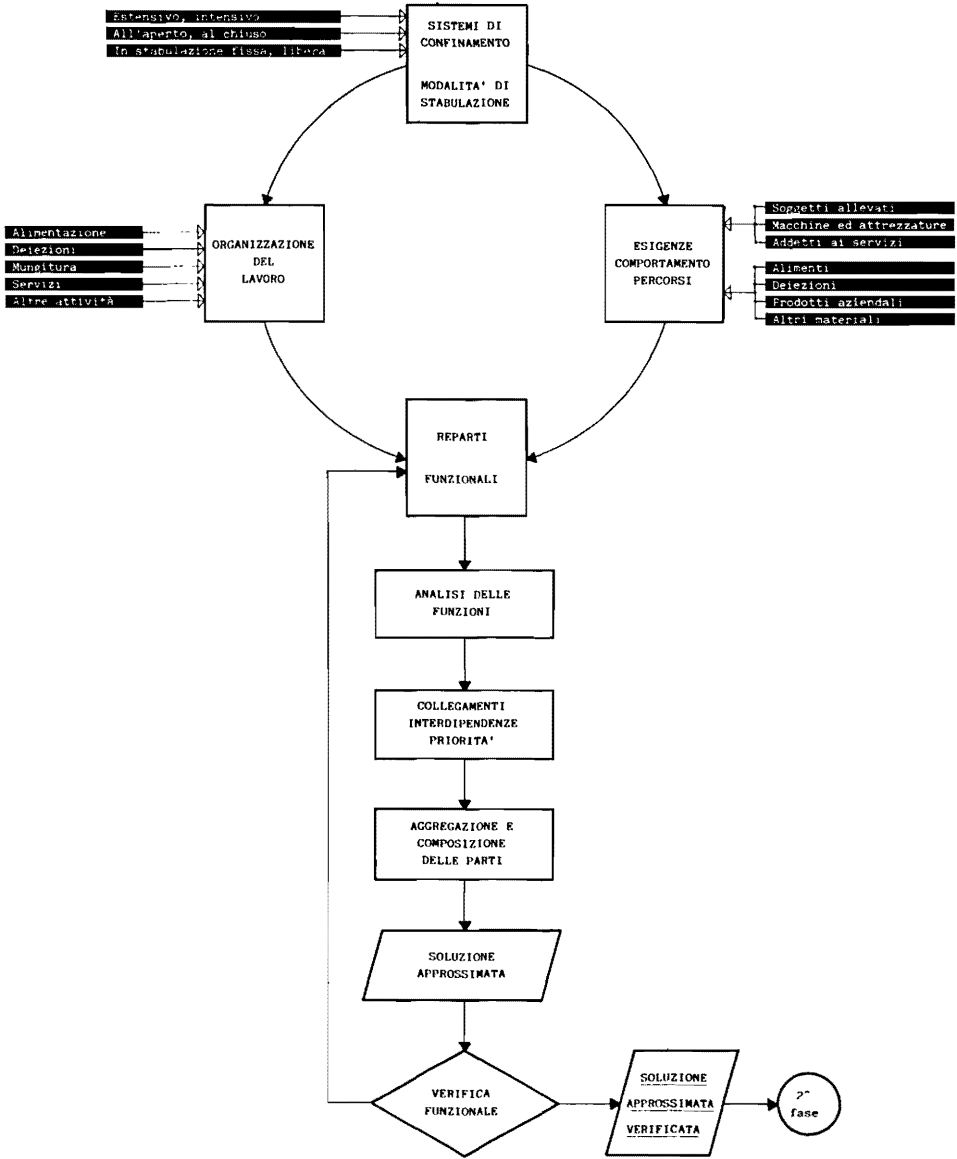 Estensivo, intensivo
All'aperto, al chiuso
In stabulazione fissa, libera
SISTEMI DI
CONFINAMENTO
MODALITA' DI
STABULAZIONE
Alimentazione
Deiezioni
Mungitura
Servizi
Altre attività
ORGANIZZAZIONE
DEL
LAVORO
ESIGENZE
COMPORTAMENTO
PERCORSI
Soggetti allevati
Macchine ed attrezzature
Addetti ai servizi
Alimenti
Deiezioni
Prodotti aziendali
Altri materiali
REPARTI
FUNZIONALI
ANALISI DELLE
FUNZIONI
COLLEGAMENTI
INTERDIPENDENZE
PRIORITA'
AGGREGAZIONE E
COMPOSIZIONE
DELLE PARTI
SOLUZIONE
APPROSSIMATA
VERIFICA
FUNZIONALE
SOLUZIONE
APPROSSIMATA
VERIFICATA
2^
fase